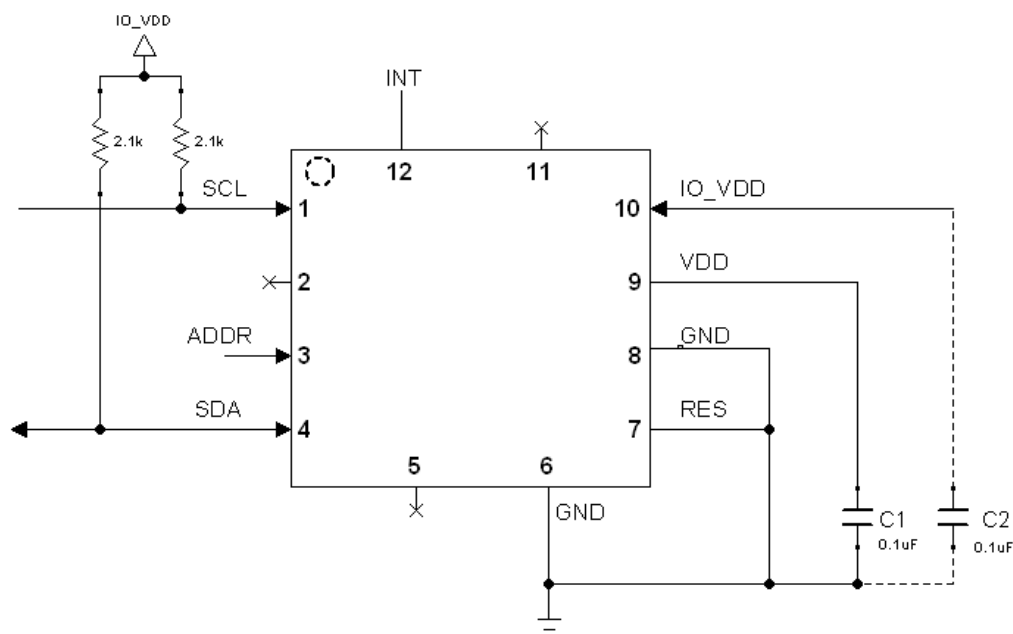 IO_VDD
INT
2.1k 2.1k
12 11
SCL IO_VDD
1 10
VDD
2 9
ADDR GND
3 8
SDA RES
4 7
5 6
GND
C1 C2
0.1uF 0.1uF